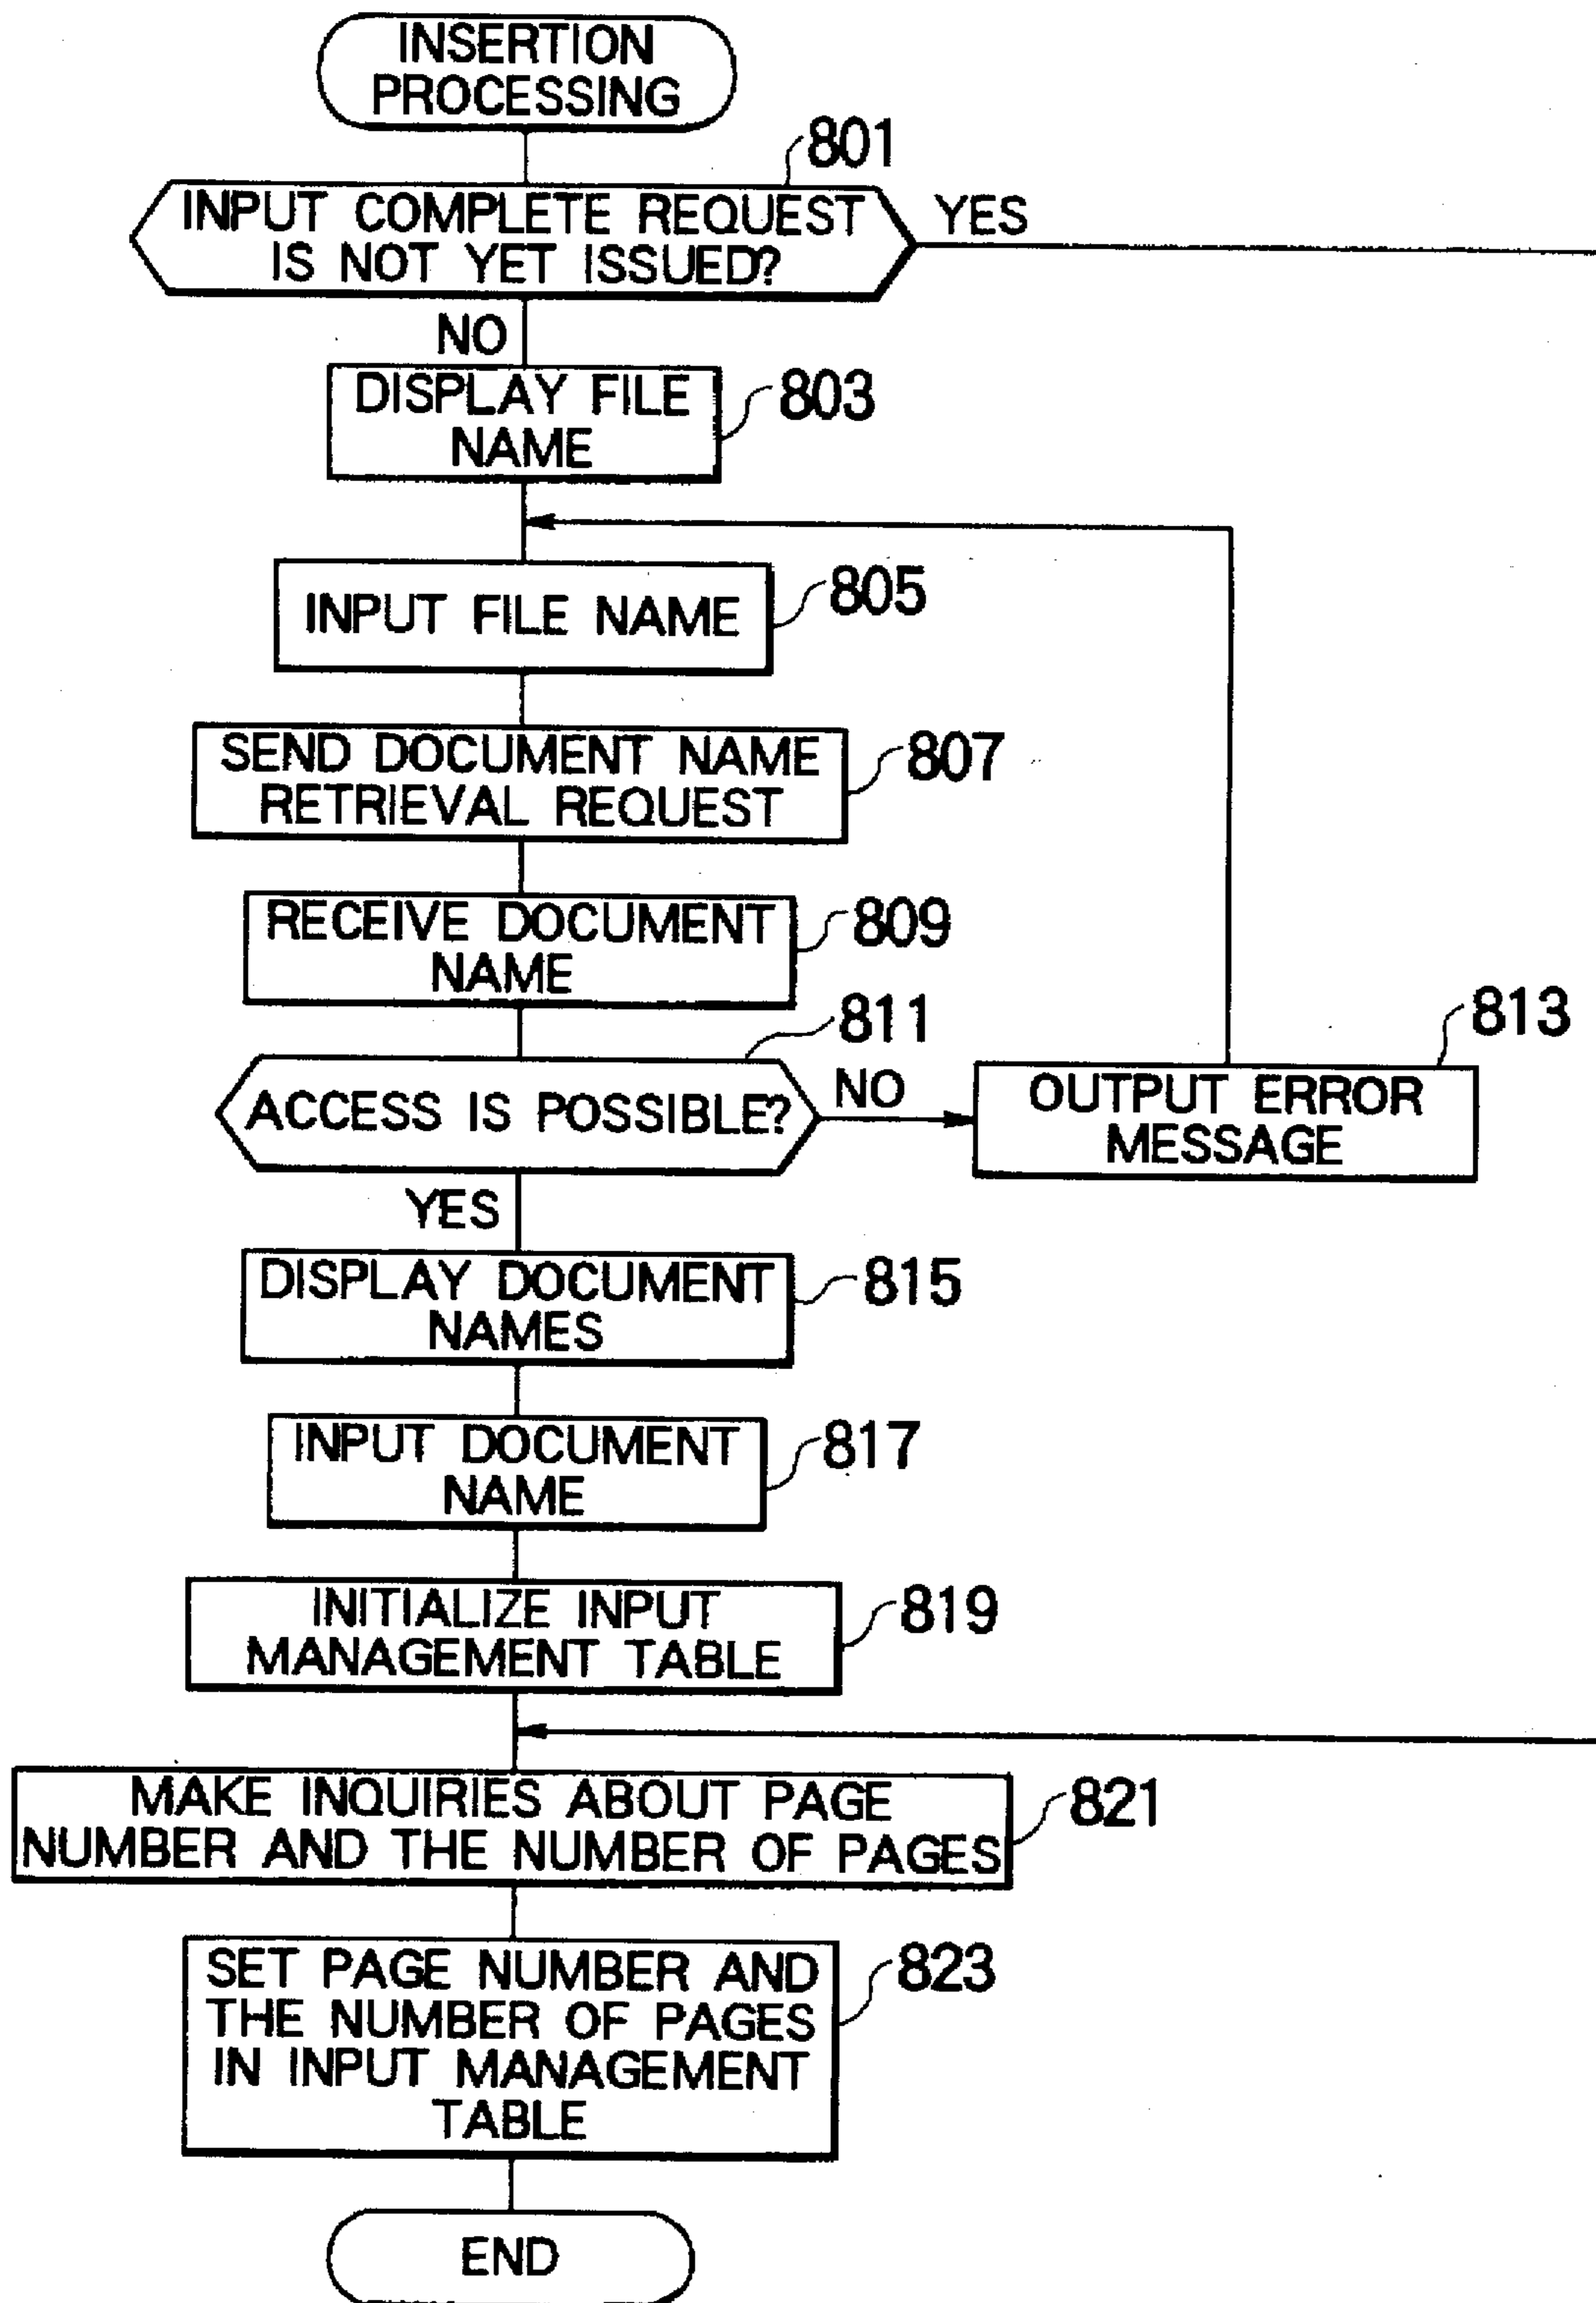 INSERTION
PROCESSING
801
INPUT COMPLETE REQUEST
IS NOT YET ISSUED?
YES
NO
DISPLAY FILE
NAME
803
INPUT FILE NAME
805
SEND DOCUMENT NAME
RETRIEVAL REQUEST
807
RECEIVE DOCUMENT
NAME
809
811
ACCESS IS POSSIBLE?
NO
813
OUTPUT ERROR
MESSAGE
YES
DISPLAY DOCUMENT
NAMES
815
INPUT DOCUMENT
NAME
817
INITIALIZE INPUT
MANAGEMENT TABLE
819
MAKE INQUIRIES ABOUT PAGE
NUMBER AND THE NUMBER OF PAGES
821
SET PAGE NUMBER AND
THE NUMBER OF PAGES
IN INPUT MANAGEMENT
TABLE
823
END